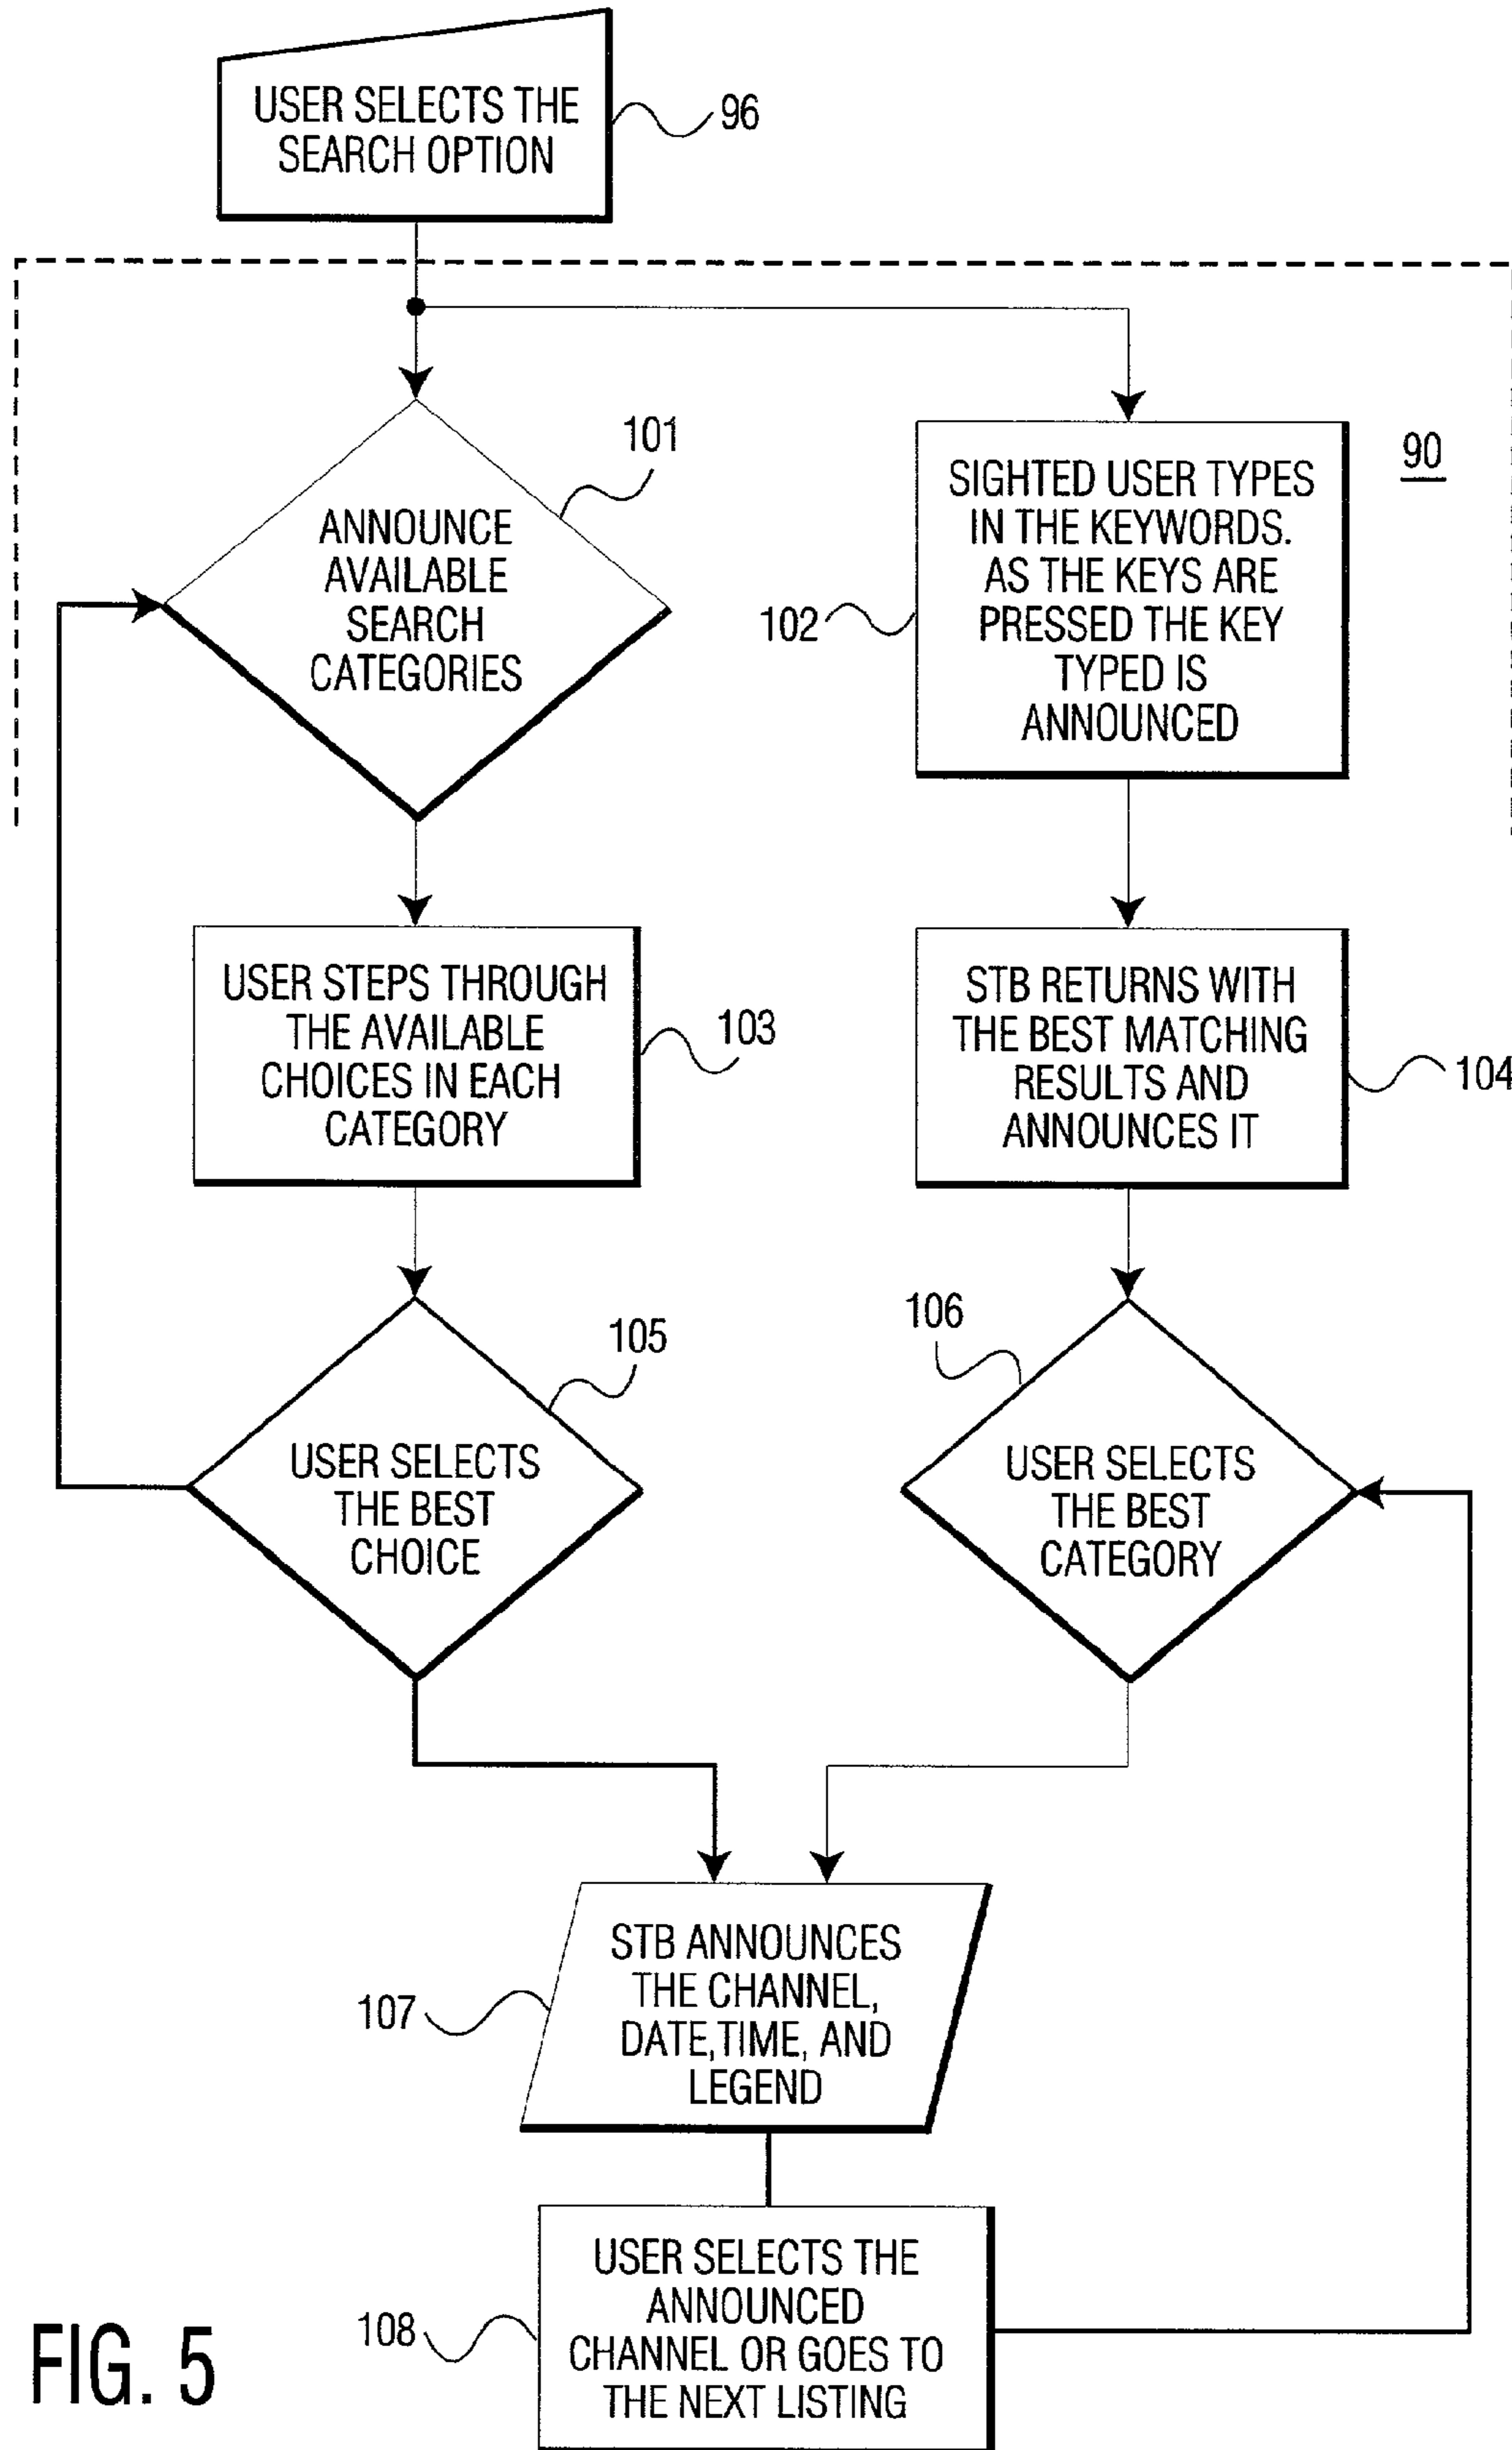 USER SELECTS THE
SEARCH OPTION
96
90
101
ANNOUNCE
AVAILABLE
SEARCH
CATEGORIES
102
SIGHTED USER TYPES
IN THE KEYWORDS.
AS THE KEYS ARE
PRESSED THE KEY
TYPED IS
ANNOUNCED
USER STEPS THROUGH
THE AVAILABLE
CHOICES IN EACH
CATEGORY
103
STB RETURNS WITH
THE BEST MATCHING
RESULTS AND
ANNOUNCES IT
104
105
USER SELECTS
THE BEST
CHOICE
106
USER SELECTS
THE BEST
CATEGORY
107
STB ANNOUNCES
THE CHANNEL,
DATE,TIME, AND
LEGEND
108
USER SELECTS THE
ANNOUNCED
CHANNEL OR GOES TO
THE NEXT LISTING
FIG. 5